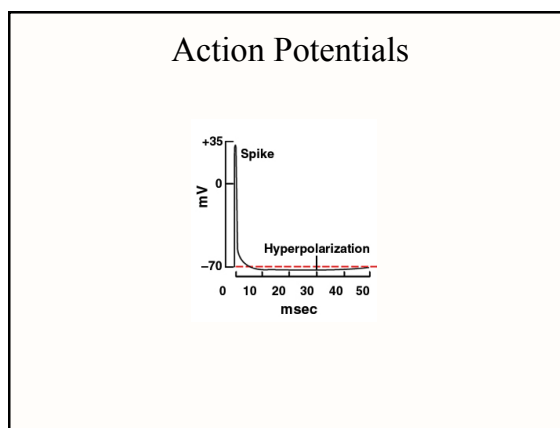 Action Potentials
+35
Spike
0
mV
Hyperpolarization
–70
0 10 20 30 40 50
msec